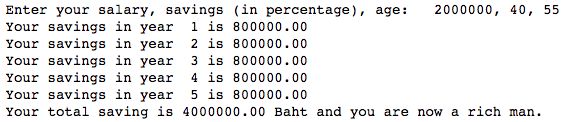 Enter your salary, savings (in percentage), age:   2000000, 40, 55
Your savings in year  1 is 800000.00
Your savings in year  2 is 800000.00
Your savings in year  3 is 800000.00
Your savings in year  4 is 800000.00
Your savings in year  5 is 800000.00
Your total saving is 4000000.00 Baht and you are now a rich man.